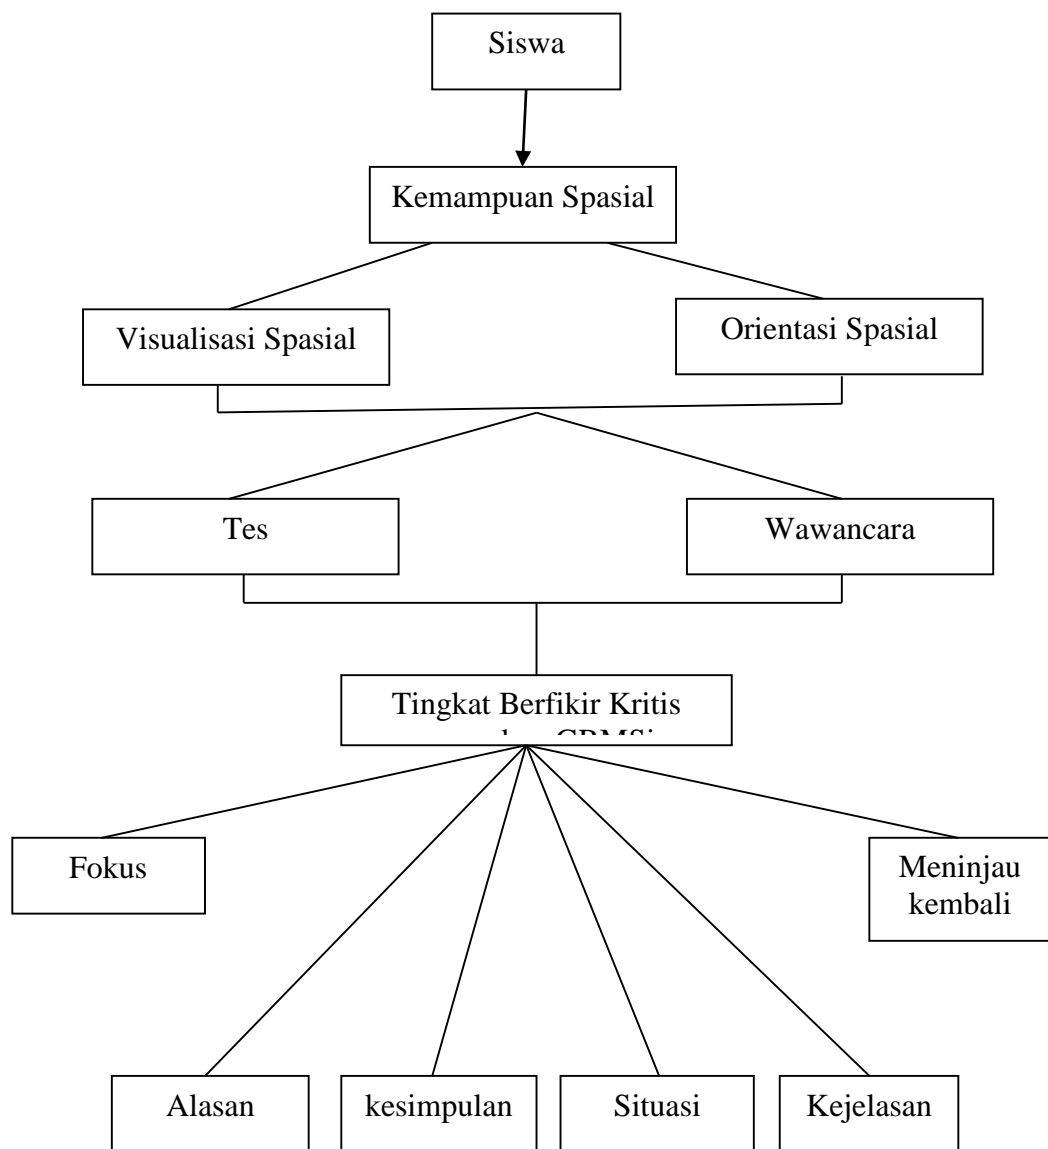 Siswa
Kemampuan Spasial
Visualisasi Spasial
Orientasi Spasial
Tes
Wawancara
Tingkat Berfikir Kritis
Fokus
Meninjau
kembali
Alasan
kesimpulan
Situasi
Kejelasan